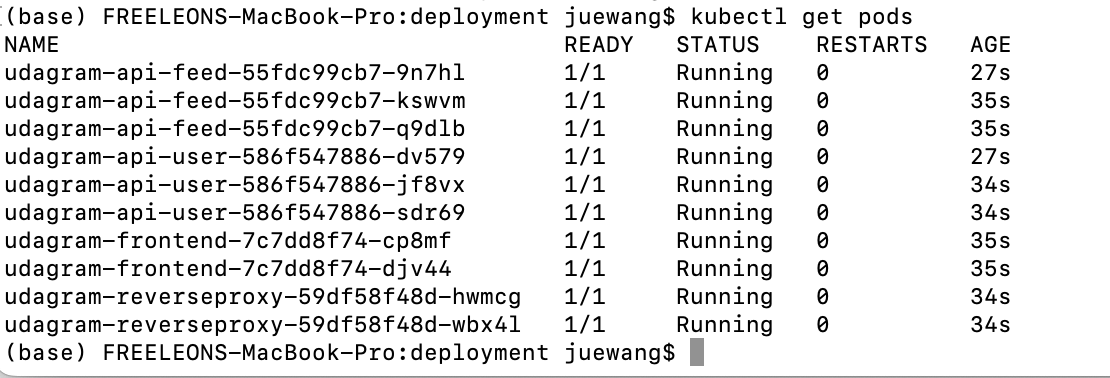 (base) FREELEONS-MacBook-Pro:deployment juewang$ kubectl get pods
NAME READY STATUS RESTARTS AGE
udagram-api-feed-55fdc99cb7-9n7hl 1/1 Running 0 27s
udagram-api-feed-55fdc99cb7-kswvm 1/1 Running 0 35s
udagram-api-feed-55fdc99cb7-q9dlb 1/1 Running 0 35s
udagram-api-user-586f547886-dv579 1/1 Running 0 27s
udagram-api-user-586f547886-jf8vx 1/1 Running 0 34s
udagram-api-user-586f547886-sdr69 1/1 Running 0 34s
udagram-frontend-7c7dd8f74-cp8mf 1/1 Running 0 35s
udagram-frontend-7c7dd8f74-djv44 1/1 Running 0 35s
udagram-reverseproxy-59df58f48d-hwmcg 1/1 Running 0 34s
udagram-reverseproxy-59df58f48d-wbx4l 1/1 Running 0 34s
(base) FREELEONS-MacBook-Pro:deployment juewang$